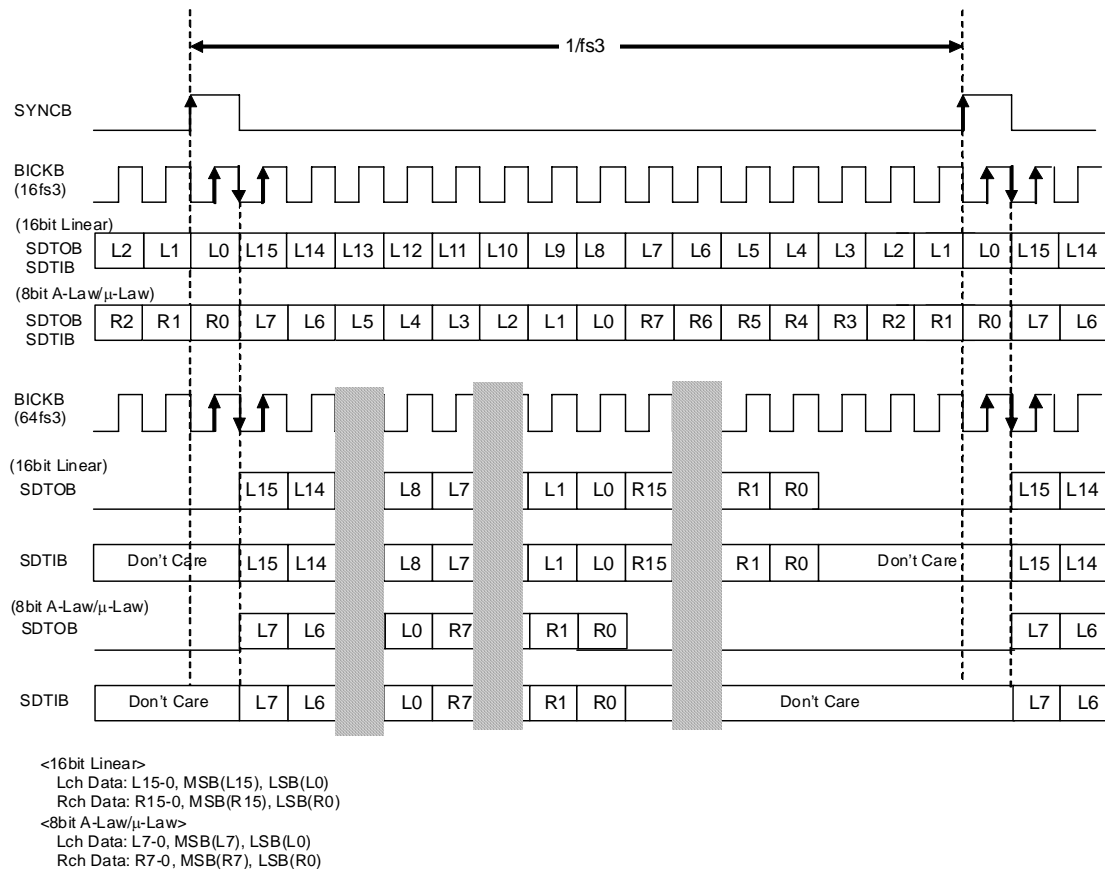 1/fs3
SYNCB
BICKB
(16fs3)
(16bit Linear)
SDTOB
SDTIB
L2 L1 L0 L15 L14 L13 L12 L11 L10 L9 L8 L7 L6 L5 L4 L3 L2 L1 L0 L15 L14
(8bit A-Law/μ-Law)
SDTOB
SDTIB
R2 R1 R0 L7 L6 L5 L4 L3 L2 L1 L0 R7 R6 R5 R4 R3 R2 R1 R0 L7 L6
BICKB
(64fs3)
(16bit Linear)
SDTOB L15 L14 L8 L7 L1 L0 R15 R1 R0 L15 L14
SDTIB Don't Care L15 L14 L8 L7 L1 L0 R15 R1 R0 Don't Care L15 L14
(8bit A-Law/μ-Law)
SDTOB L7 L6 L0 R7 R1 R0 L7 L6
SDTIB Don't Care L7 L6 L0 R7 R1 R0 Don't Care L7 L6
<16bit Linear>
Lch Data: L15-0, MSB(L15), LSB(L0)
Rch Data: R15-0, MSB(R15), LSB(R0)
<8bit A-Law/μ-Law>
Lch Data: L7-0, MSB(L7), LSB(L0)
Rch Data: R7-0, MSB(R7), LSB(R0)